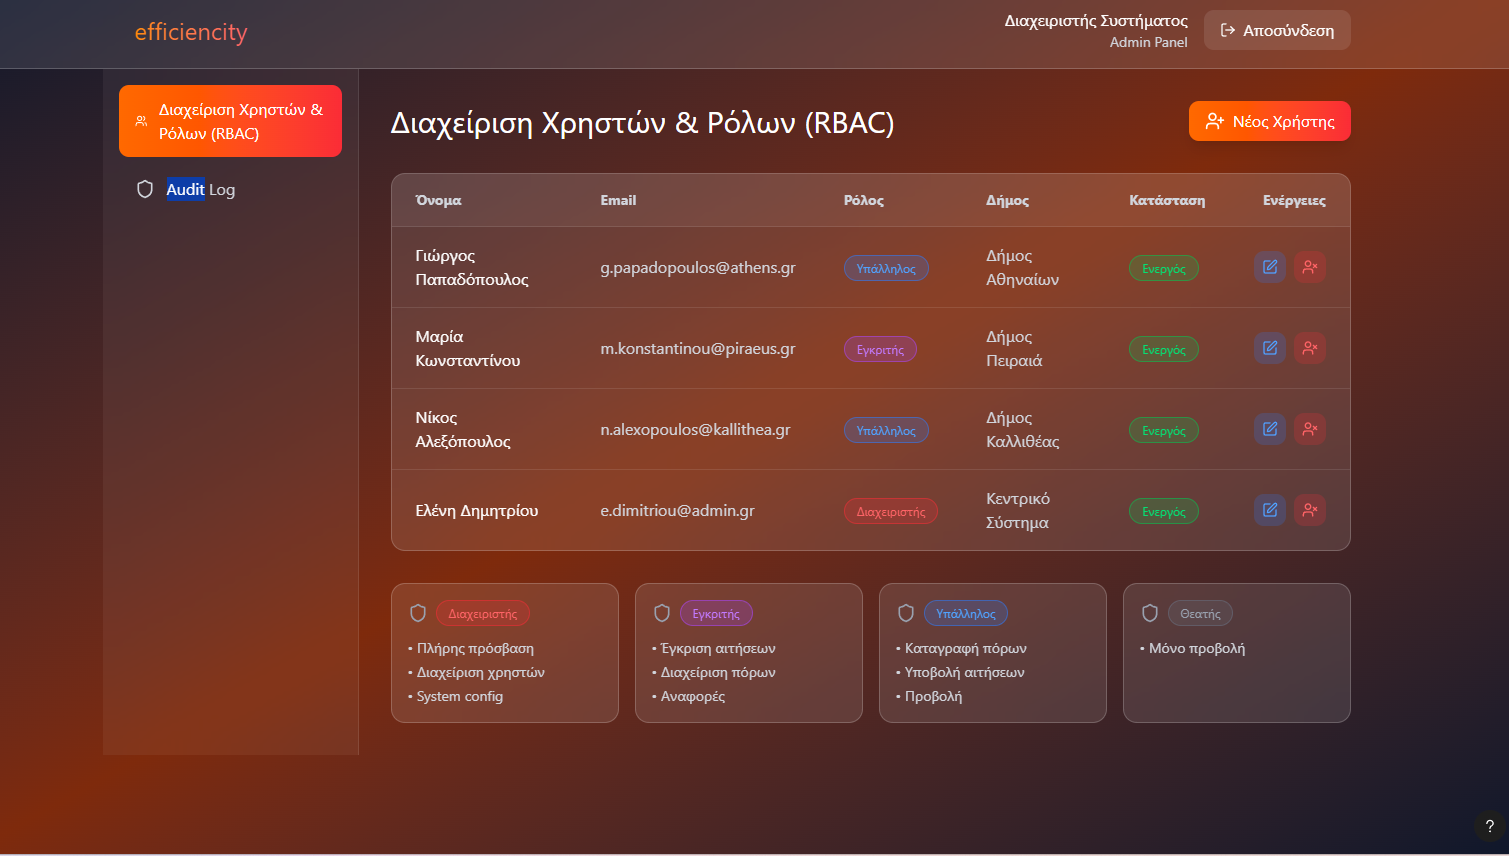 efficiencity
Διαχειριστής Συστήματος
Admin Panel
Αποσύνδεση
Διαχείριση Χρηστών &
Ρόλων (RBAC)
Audit Log
Διαχείριση Χρηστών & Ρόλων (RBAC)
Νέος Χρήστης
Όνομα Email Ρόλος Δήμος Κατάσταση Ενέργειες
Γιώργος
Παπαδόπουλος
g.papadopoulos@athens.gr
Υπάλληλος
Δήμος
Αθηναίων
Ενεργός
Μαρία
Κωνσταντίνου
m.konstantinou@piraeus.gr
Εγκριτής
Δήμος
Πειραιά
Ενεργός
Νίκος
Αλεξόπουλος
n.alexopoulos@kallithea.gr
Υπάλληλος
Δήμος
Καλλιθέας
Ενεργός
Ελένη Δημητρίου
e.dimitriou@admin.gr
Διαχειριστής
Κεντρικό
Σύστημα
Ενεργός
Διαχειριστής
• Πλήρης πρόσβαση
• Διαχείριση χρηστών
• System config
Εγκριτής
• Έγκριση αιτήσεων
• Διαχείριση πόρων
• Αναφορές
Υπάλληλος
• Καταγραφή πόρων
• Υποβολή αιτήσεων
• Προβολή
Θεατής
• Μόνο προβολή
?